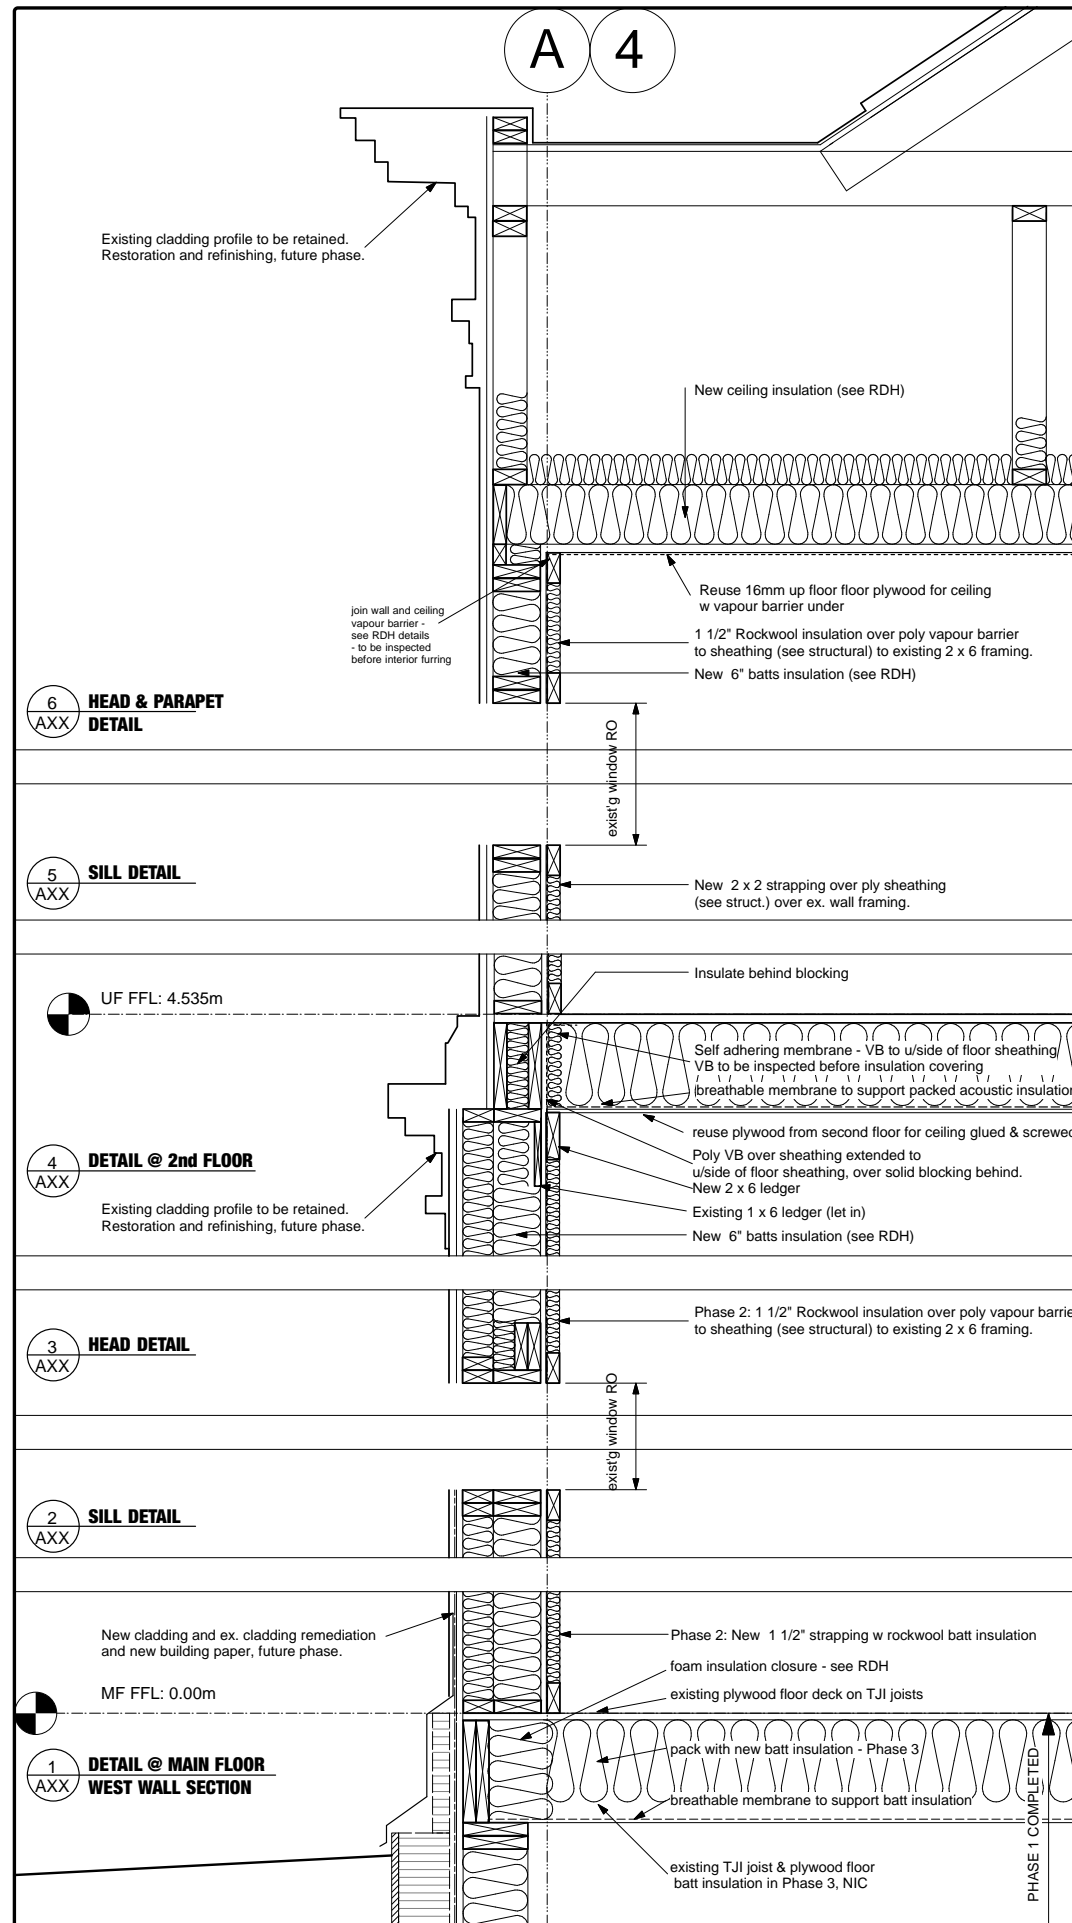 A 4
Existing cladding profile to be retained.
Restoration and refinishing, future phase.
New ceiling insulation (see RDH)
Reuse 16mm up floor floor plywood for ceiling
w vapour barrier under
join wall and ceiling
vapour barrier -
see RDH details
- to be inspected
before interior furring
1 1/2" Rockwool insulation over poly vapour barrier
to sheathing (see structural) to existing 2 x 6 framing.
New 6" batts insulation (see RDH)
6
AXX
HEAD & PARAPET
DETAIL
exist'g window RO
5
AXX
SILL DETAIL
New 2 x 2 strapping over ply sheathing
(see struct.) over ex. wall framing.
Insulate behind blocking
UF FFL: 4.535m
Self adhering membrane - VB to u/side of floor sheathing
VB to be inspected before insulation covering
breathable membrane to support packed acoustic insulation
reuse plywood from second floor for ceiling glued & screwed
4
AXX
DETAIL @ 2nd FLOOR
Poly VB over sheathing extended to
u/side of floor sheathing, over solid blocking behind.
New 2 x 6 ledger
Existing cladding profile to be retained.
Restoration and refinishing, future phase.
Existing 1 x 6 ledger (let in)
New 6" batts insulation (see RDH)
3
AXX
HEAD DETAIL
Phase 2: 1 1/2" Rockwool insulation over poly vapour barrie
to sheathing (see structural) to existing 2 x 6 framing.
exist'g window RO
2
AXX
SILL DETAIL
New cladding and ex. cladding remediation
and new building paper, future phase.
Phase 2: New 1 1/2" strapping w rockwool batt insulation
foam insulation closure - see RDH
MF FFL: 0.00m
existing plywood floor deck on TJI joists
1
AXX
DETAIL @ MAIN FLOOR
WEST WALL SECTION
pack with new batt insulation - Phase 3
breathable membrane to support batt insulation
existing TJI joist & plywood floor
batt insulation in Phase 3, NIC
PHASE 1 COMPLETED